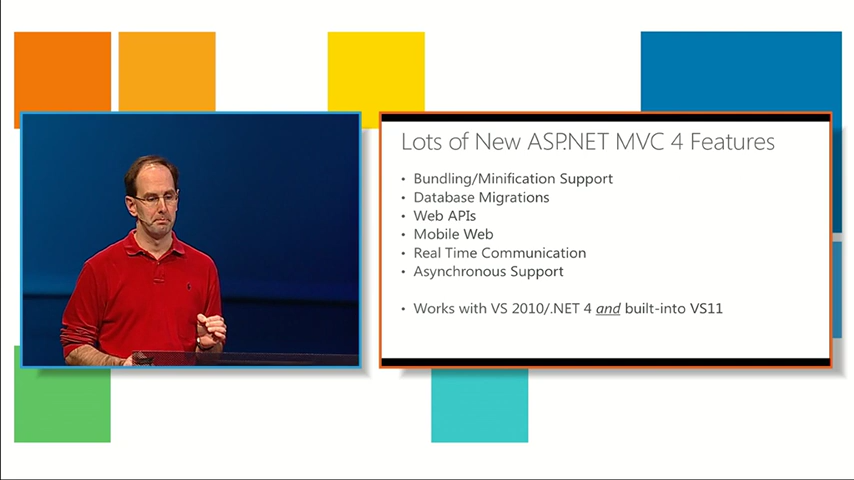 Lots of New ASP.NET MVC 4 Features
• Bundling/Minification Support
• Database Migrations
• Web APIs
• Mobile Web
• Real Time Communication
• Asynchronous Support
• Works with VS 2010/.NET 4 and built-into VS11